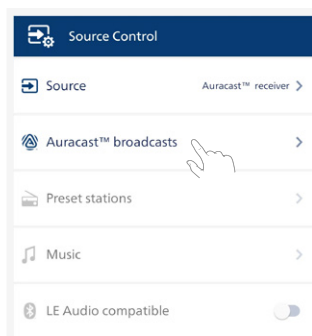 Source Control
Source Auracast™ receiver
Auracast™ broadcasts
Preset stations
Music
LE Audio compatible